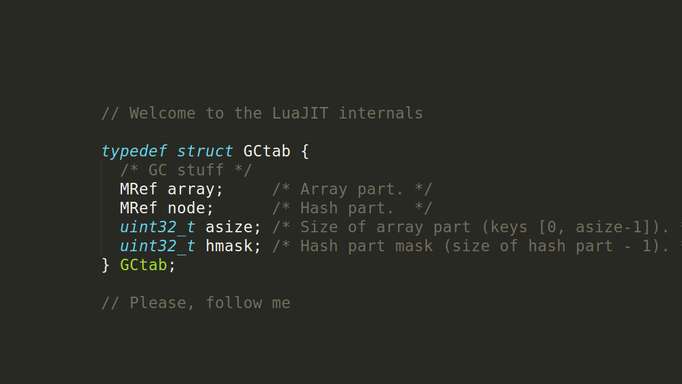 // Welcome to the LuaJIT internals
typedef struct GCtab {
/* GC stuff */
MRef array; /* Array part. */
MRef node; /* Hash part. */
uint32_t asize; /* Size of array part (keys [0, asize-1]).
uint32_t hmask; /* Hash part mask (size of hash part - 1).
} GCtab;
// Please, follow me